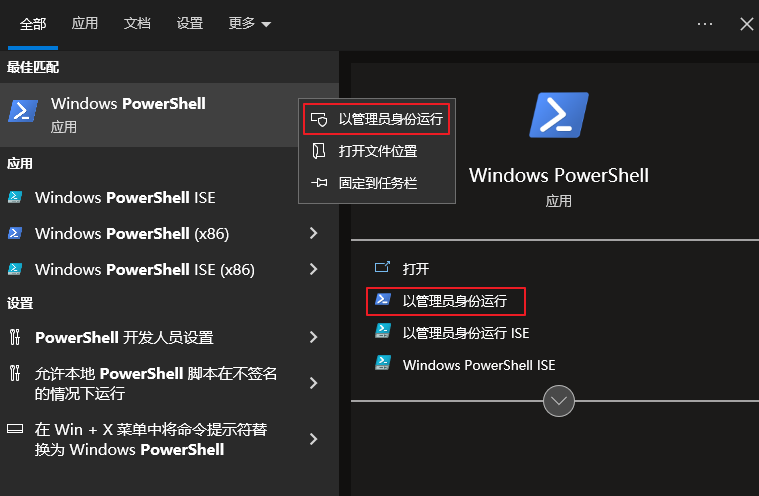 全部 应用 文档 设置 更多
最佳匹配
Windows PowerShell
应用
以管理员身份运行
打开文件位置
固定到任务栏
应用
Windows PowerShell ISE
Windows PowerShell (x86)
Windows PowerShell ISE (x86)
设置
PowerShell 开发人员设置
允许本地 PowerShell 脚本在不签名
的情况下运行
在 Win + X 菜单中将命令提示符替
换为 Windows PowerShell
Windows PowerShell
应用
打开
以管理员身份运行
以管理员身份运行 ISE
Windows PowerShell ISE